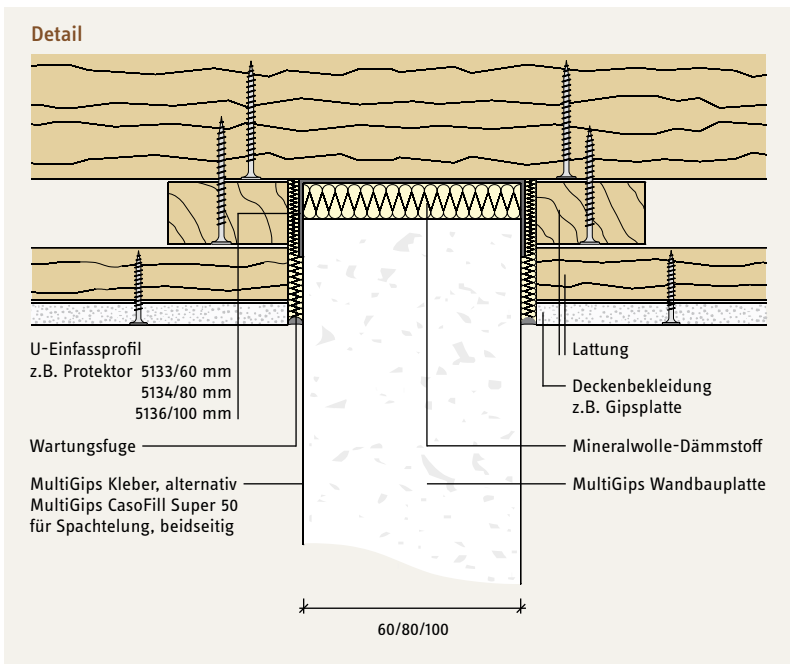 Detail
U-Einfassprofil
z.B. Protektor 5133/60 mm
5134/80 mm
5136/100 mm
Wartungsfuge
MultiGips Kleber, alternativ
MultiGips CasoFill Super 50
für Spachtelung, beidseitig
Lattung
Deckenbekleidung
z.B. Gipsplatte
Mineralwolle-Dämmstoff
MultiGips Wandbauplatte
60/80/100